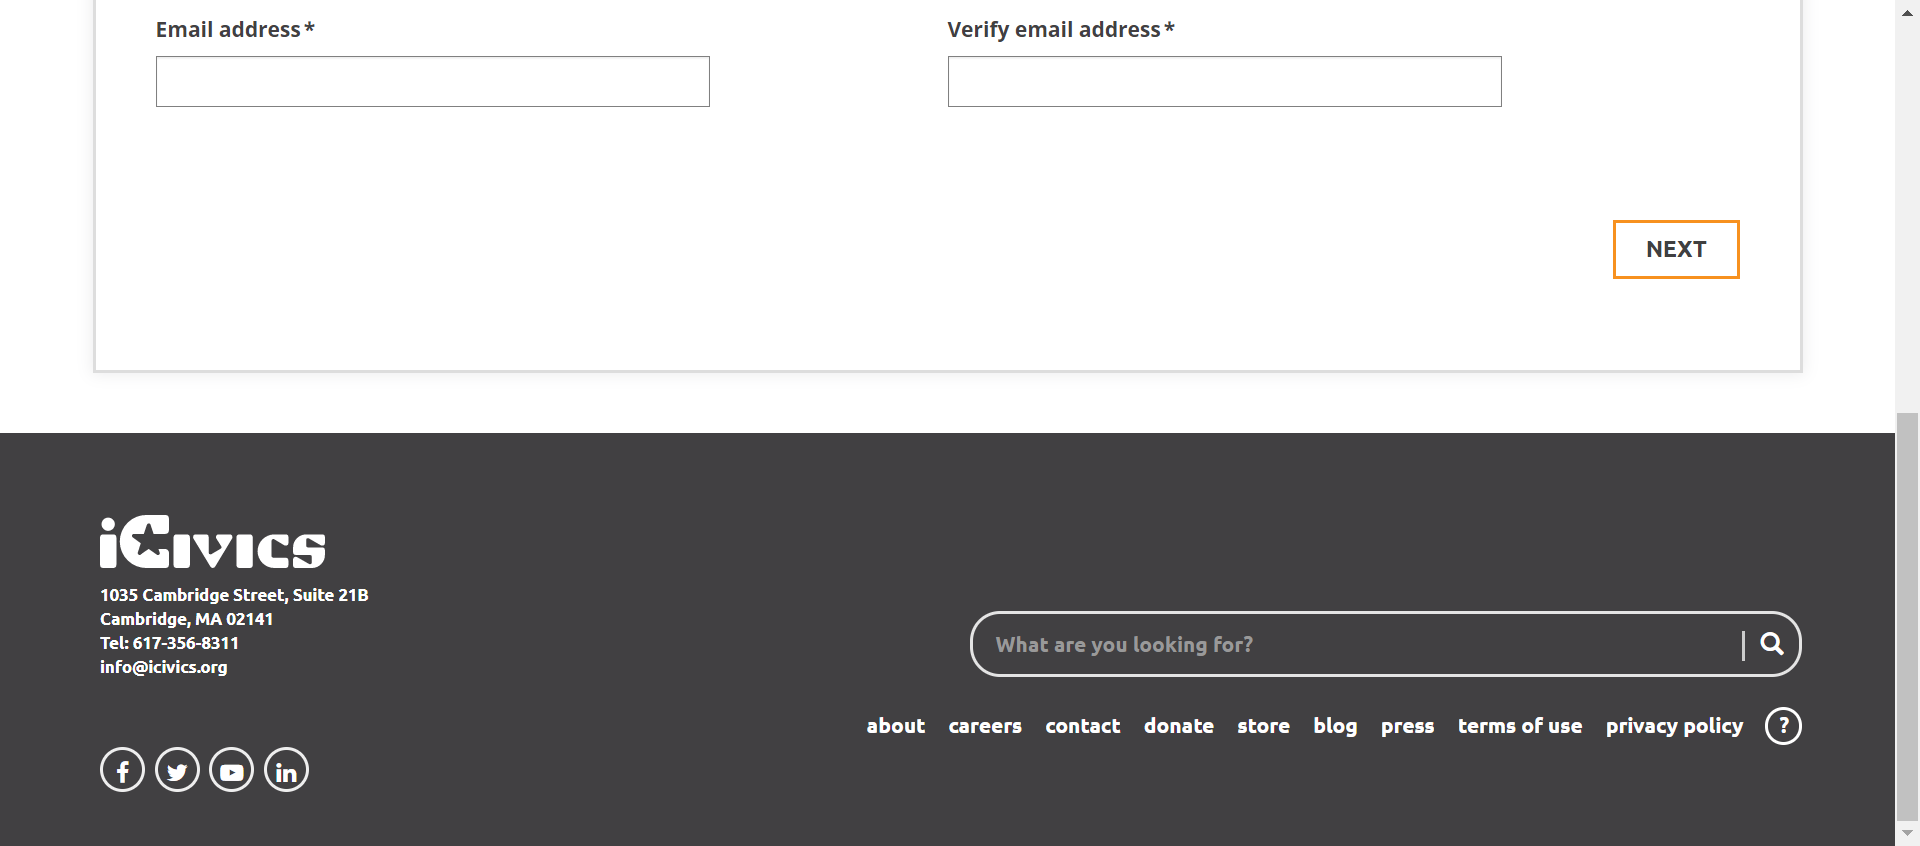 Email address*
Verify email address*
NEXT
iCivics
1035 Cambridge Street, Suite 21B
Cambridge, MA 02141
Tel: 617-356-8311
info@icivics.org
What are you looking for?
about careers contact donate store blog press terms of use privacy policy ?